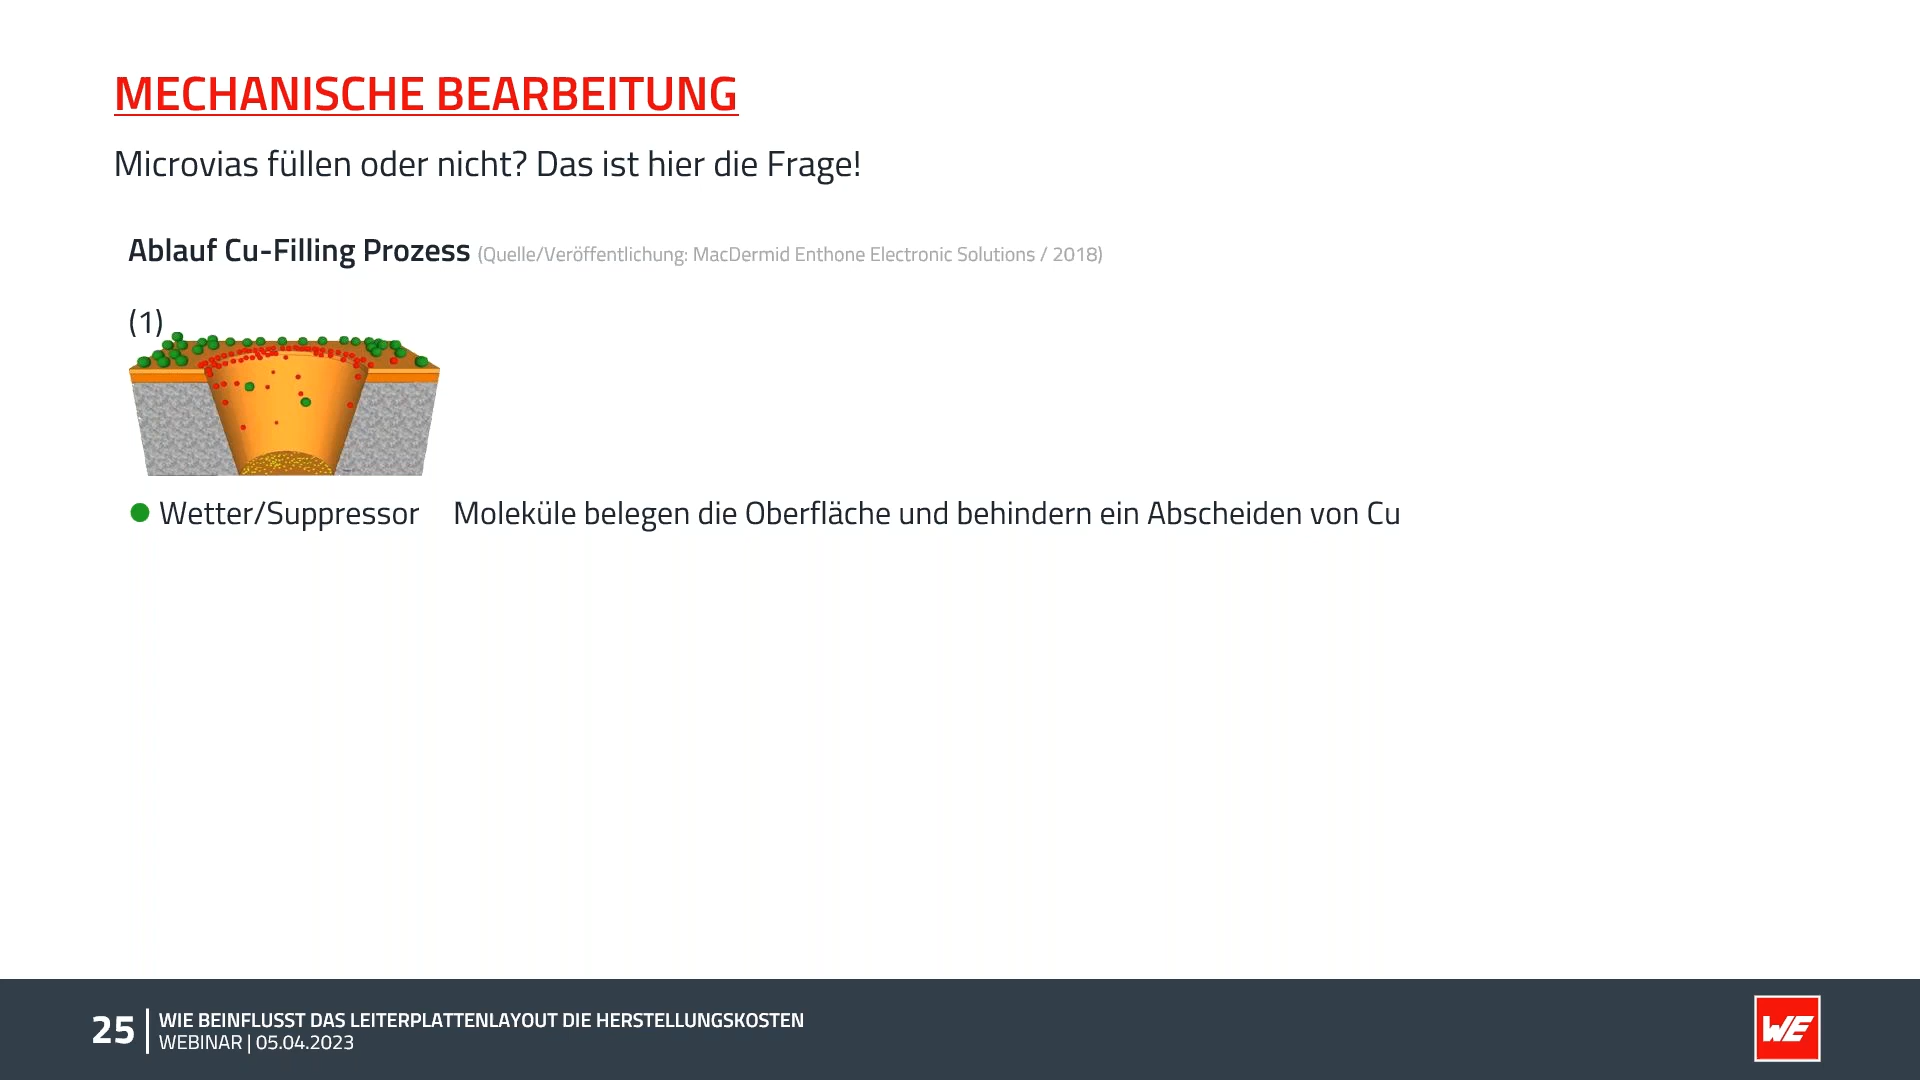 MECHANISCHE BEARBEITUNG
Microvias füllen oder nicht? Das ist hier die Frage!
Ablauf Cu-Filling Prozess (Quelle/Veröffentlichung: MacDermid Enthone Electronic Solutions / 2018)
(1)
Wetter/Suppressor Moleküle belegen die Oberfläche und behindern ein Abscheiden von Cu
25
WIE BEINFLUSST DAS LEITERPLATTENLAYOUT DIE HERSTELLUNGSKOSTEN
WEBINAR | 05.04.2023
WE